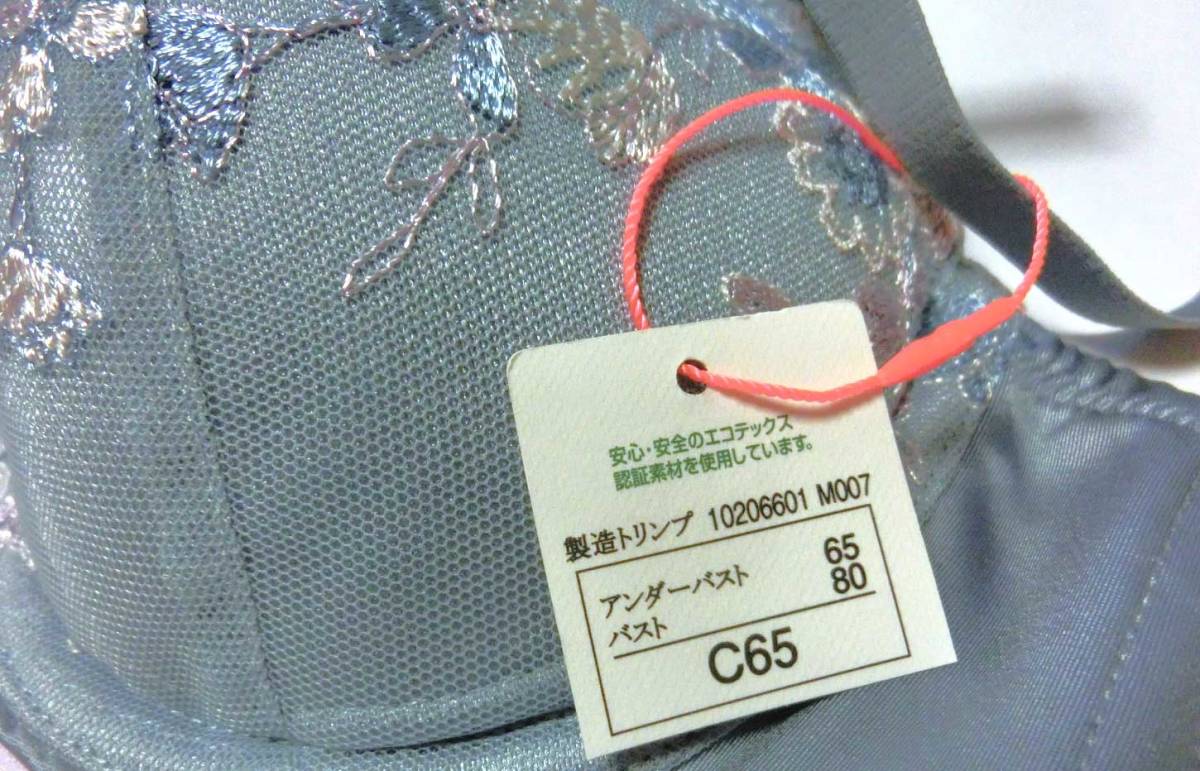 安心・安全のエコテックス
認証素材を使用しています。
製造トリンプ 10206601 M007
アンダーバスト 65
バスト 80
C65